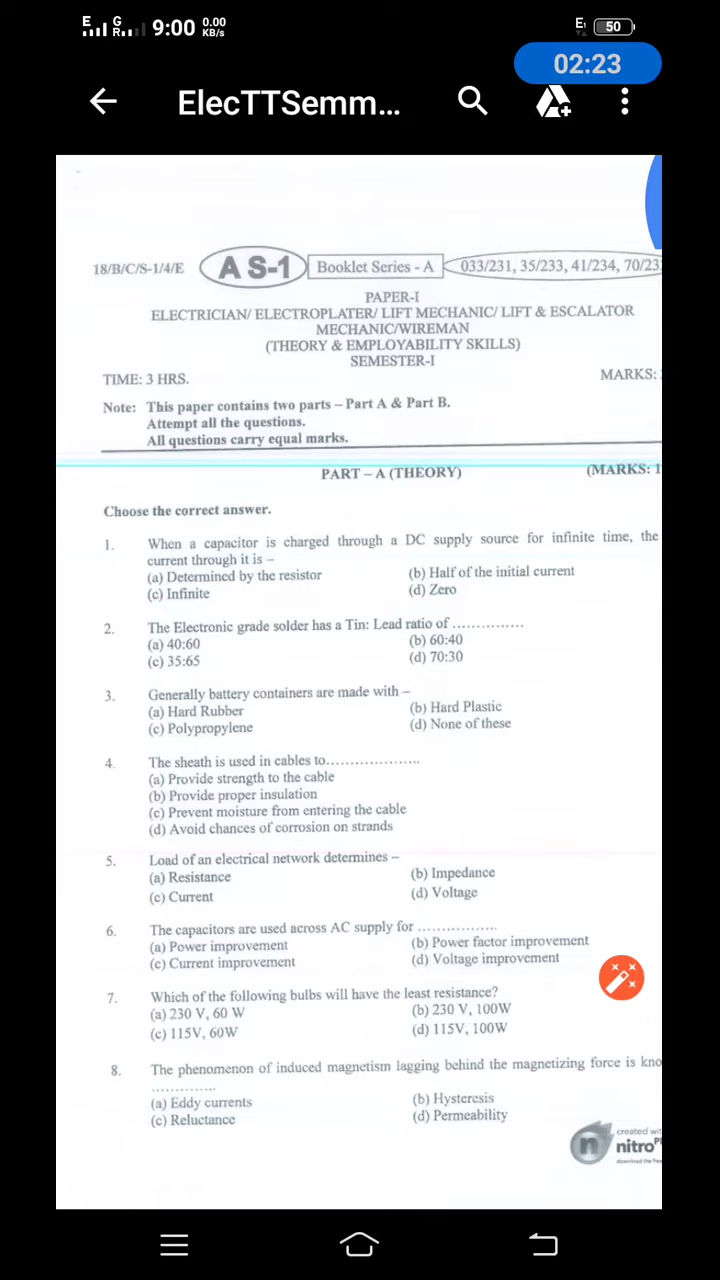 E G R 9:00 0.00 KB/s E 50
02:23
ElecTTSemm...
18/B/C/S-1/4/E A S-1 Booklet Series - A 033/231, 35/233, 41/234, 70/23
PAPER-I
ELECTRICIAN/ ELECTROPLATER/ LIFT MECHANIC/ LIFT & ESCALATOR
MECHANIC/WIREMAN
(THEORY & EMPLOYABILITY SKILLS)
SEMESTER-I
TIME: 3 HRS. MARKS:
Note: This paper contains two parts – Part A & Part B.
Attempt all the questions.
All questions carry equal marks.
PART – A (THEORY) (MARKS: 1
Choose the correct answer.
1. When a capacitor is charged through a DC supply source for infinite time, the
current through it is –
(a) Determined by the resistor (b) Half of the initial current
(c) Infinite (d) Zero
2. The Electronic grade solder has a Tin: Lead ratio of ..............
(a) 40:60 (b) 60:40
(c) 35:65 (d) 70:30
3. Generally battery containers are made with –
(a) Hard Rubber (b) Hard Plastic
(c) Polypropylene (d) None of these
4. The sheath is used in cables to...................
(a) Provide strength to the cable
(b) Provide proper insulation
(c) Prevent moisture from entering the cable
(d) Avoid chances of corrosion on strands
5. Load of an electrical network determines –
(a) Resistance (b) Impedance
(c) Current (d) Voltage
6. The capacitors are used across AC supply for ................
(a) Power improvement (b) Power factor improvement
(c) Current improvement (d) Voltage improvement
7. Which of the following bulbs will have the least resistance?
(a) 230 V, 60 W (b) 230 V, 100W
(c) 115V, 60W (d) 115V, 100W
8. The phenomenon of induced magnetism lagging behind the magnetizing force is kno
.............
(a) Eddy currents (b) Hysteresis
(c) Reluctance (d) Permeability
created wit
n nitroP
download the fre